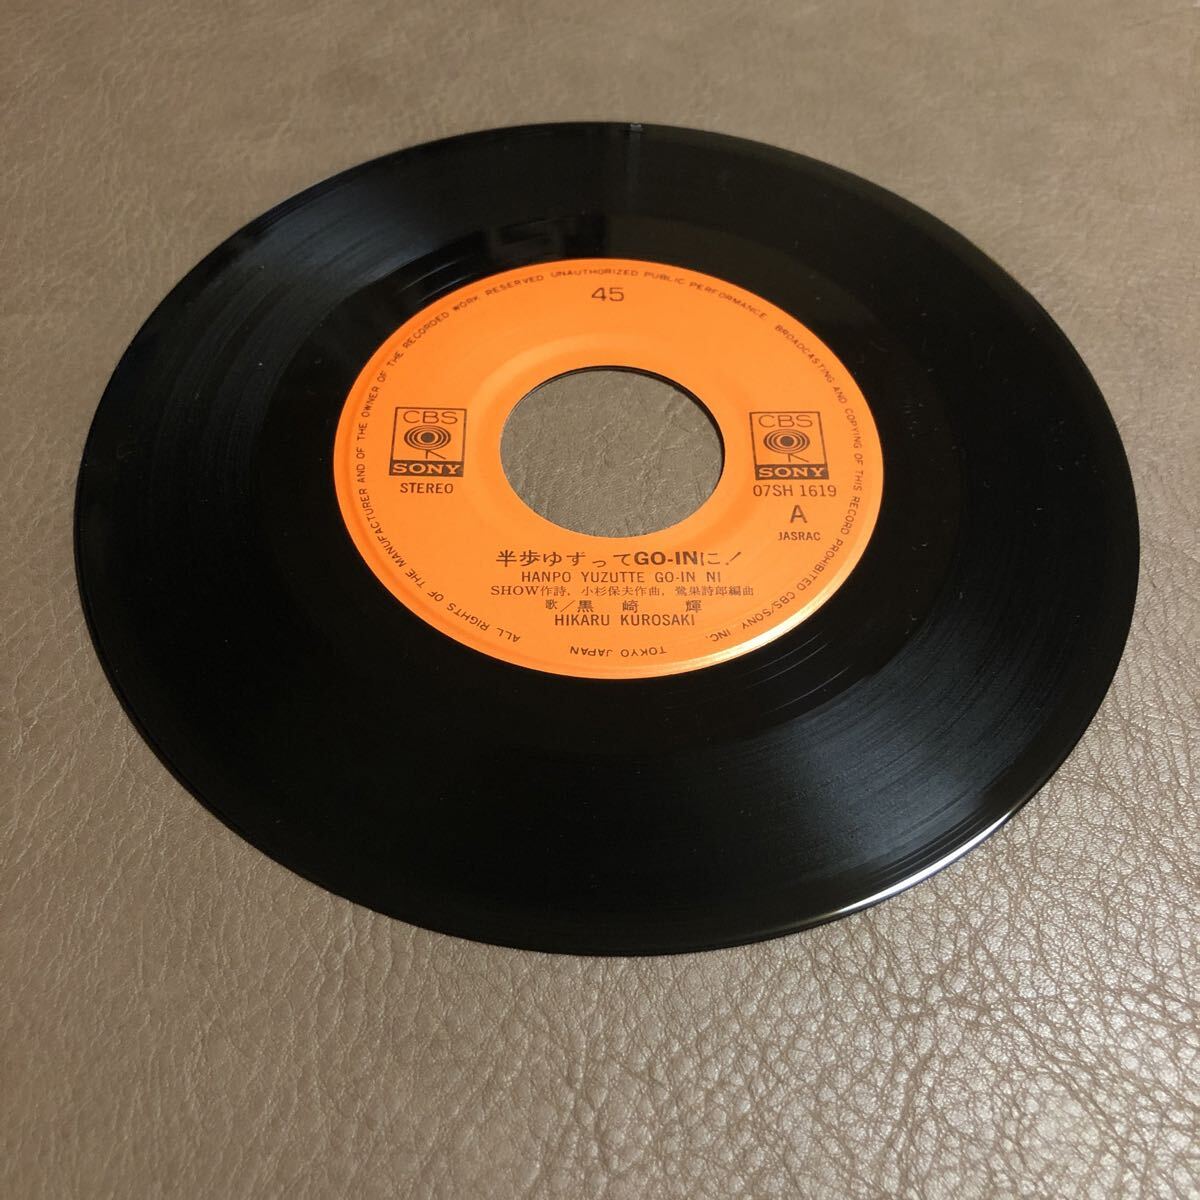 45
CBS
SONY
STEREO
CBS
SONY
07SH 1619
A
JASRAC
半歩ゆずってGO-INに!
HANPO YUZUTTE GO-IN NI
SHOW作詩, 小杉保夫作曲, 鷺巣詩郎編曲
歌/黒崎 輝
HIKARU KUROSAKI
ALL RIGHTS OF THE MANUFACTURER AND OF THE OWNER OF THE RECORDED WORK RESERVED UNAUTHORIZED PUBLIC PERFORMANCE, BROADCASTING AND COPYING OF THIS RECORD PROHIBITED CBS/SONY INC. TOKYO JAPAN